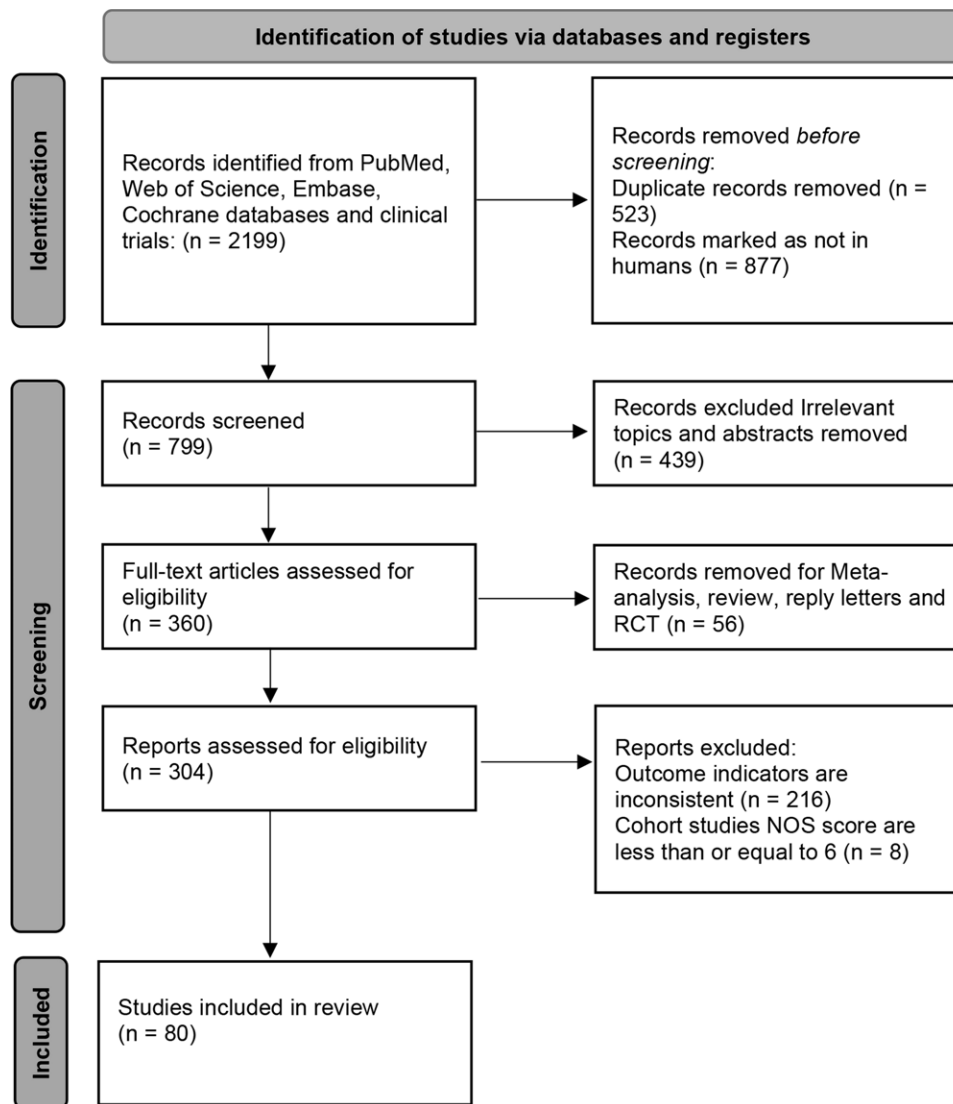 Identification of studies via databases and registers
Identification
Records identified from PubMed,
Web of Science, Embase,
Cochrane databases and clinical
trials: (n = 2199)
Records removed before
screening:
Duplicate records removed (n =
523)
Records marked as not in
humans (n = 877)
Screening
Records screened
(n = 799)
Records excluded Irrelevant
topics and abstracts removed
(n = 439)
Full-text articles assessed for
eligibility
(n = 360)
Records removed for Meta-
analysis, review, reply letters and
RCT (n = 56)
Reports assessed for eligibility
(n = 304)
Reports excluded:
Outcome indicators are
inconsistent (n = 216)
Cohort studies NOS score are
less than or equal to 6 (n = 8)
Included
Studies included in review
(n = 80)